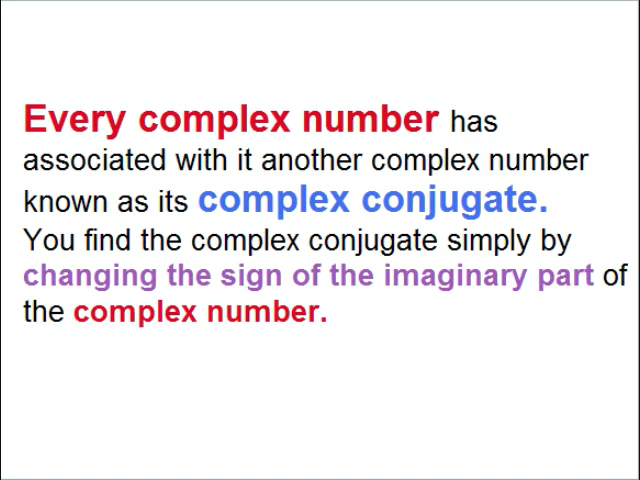 Every complex number has
associated with it another complex number
known as its complex conjugate.
You find the complex conjugate simply by
changing the sign of the imaginary part of
the complex number.